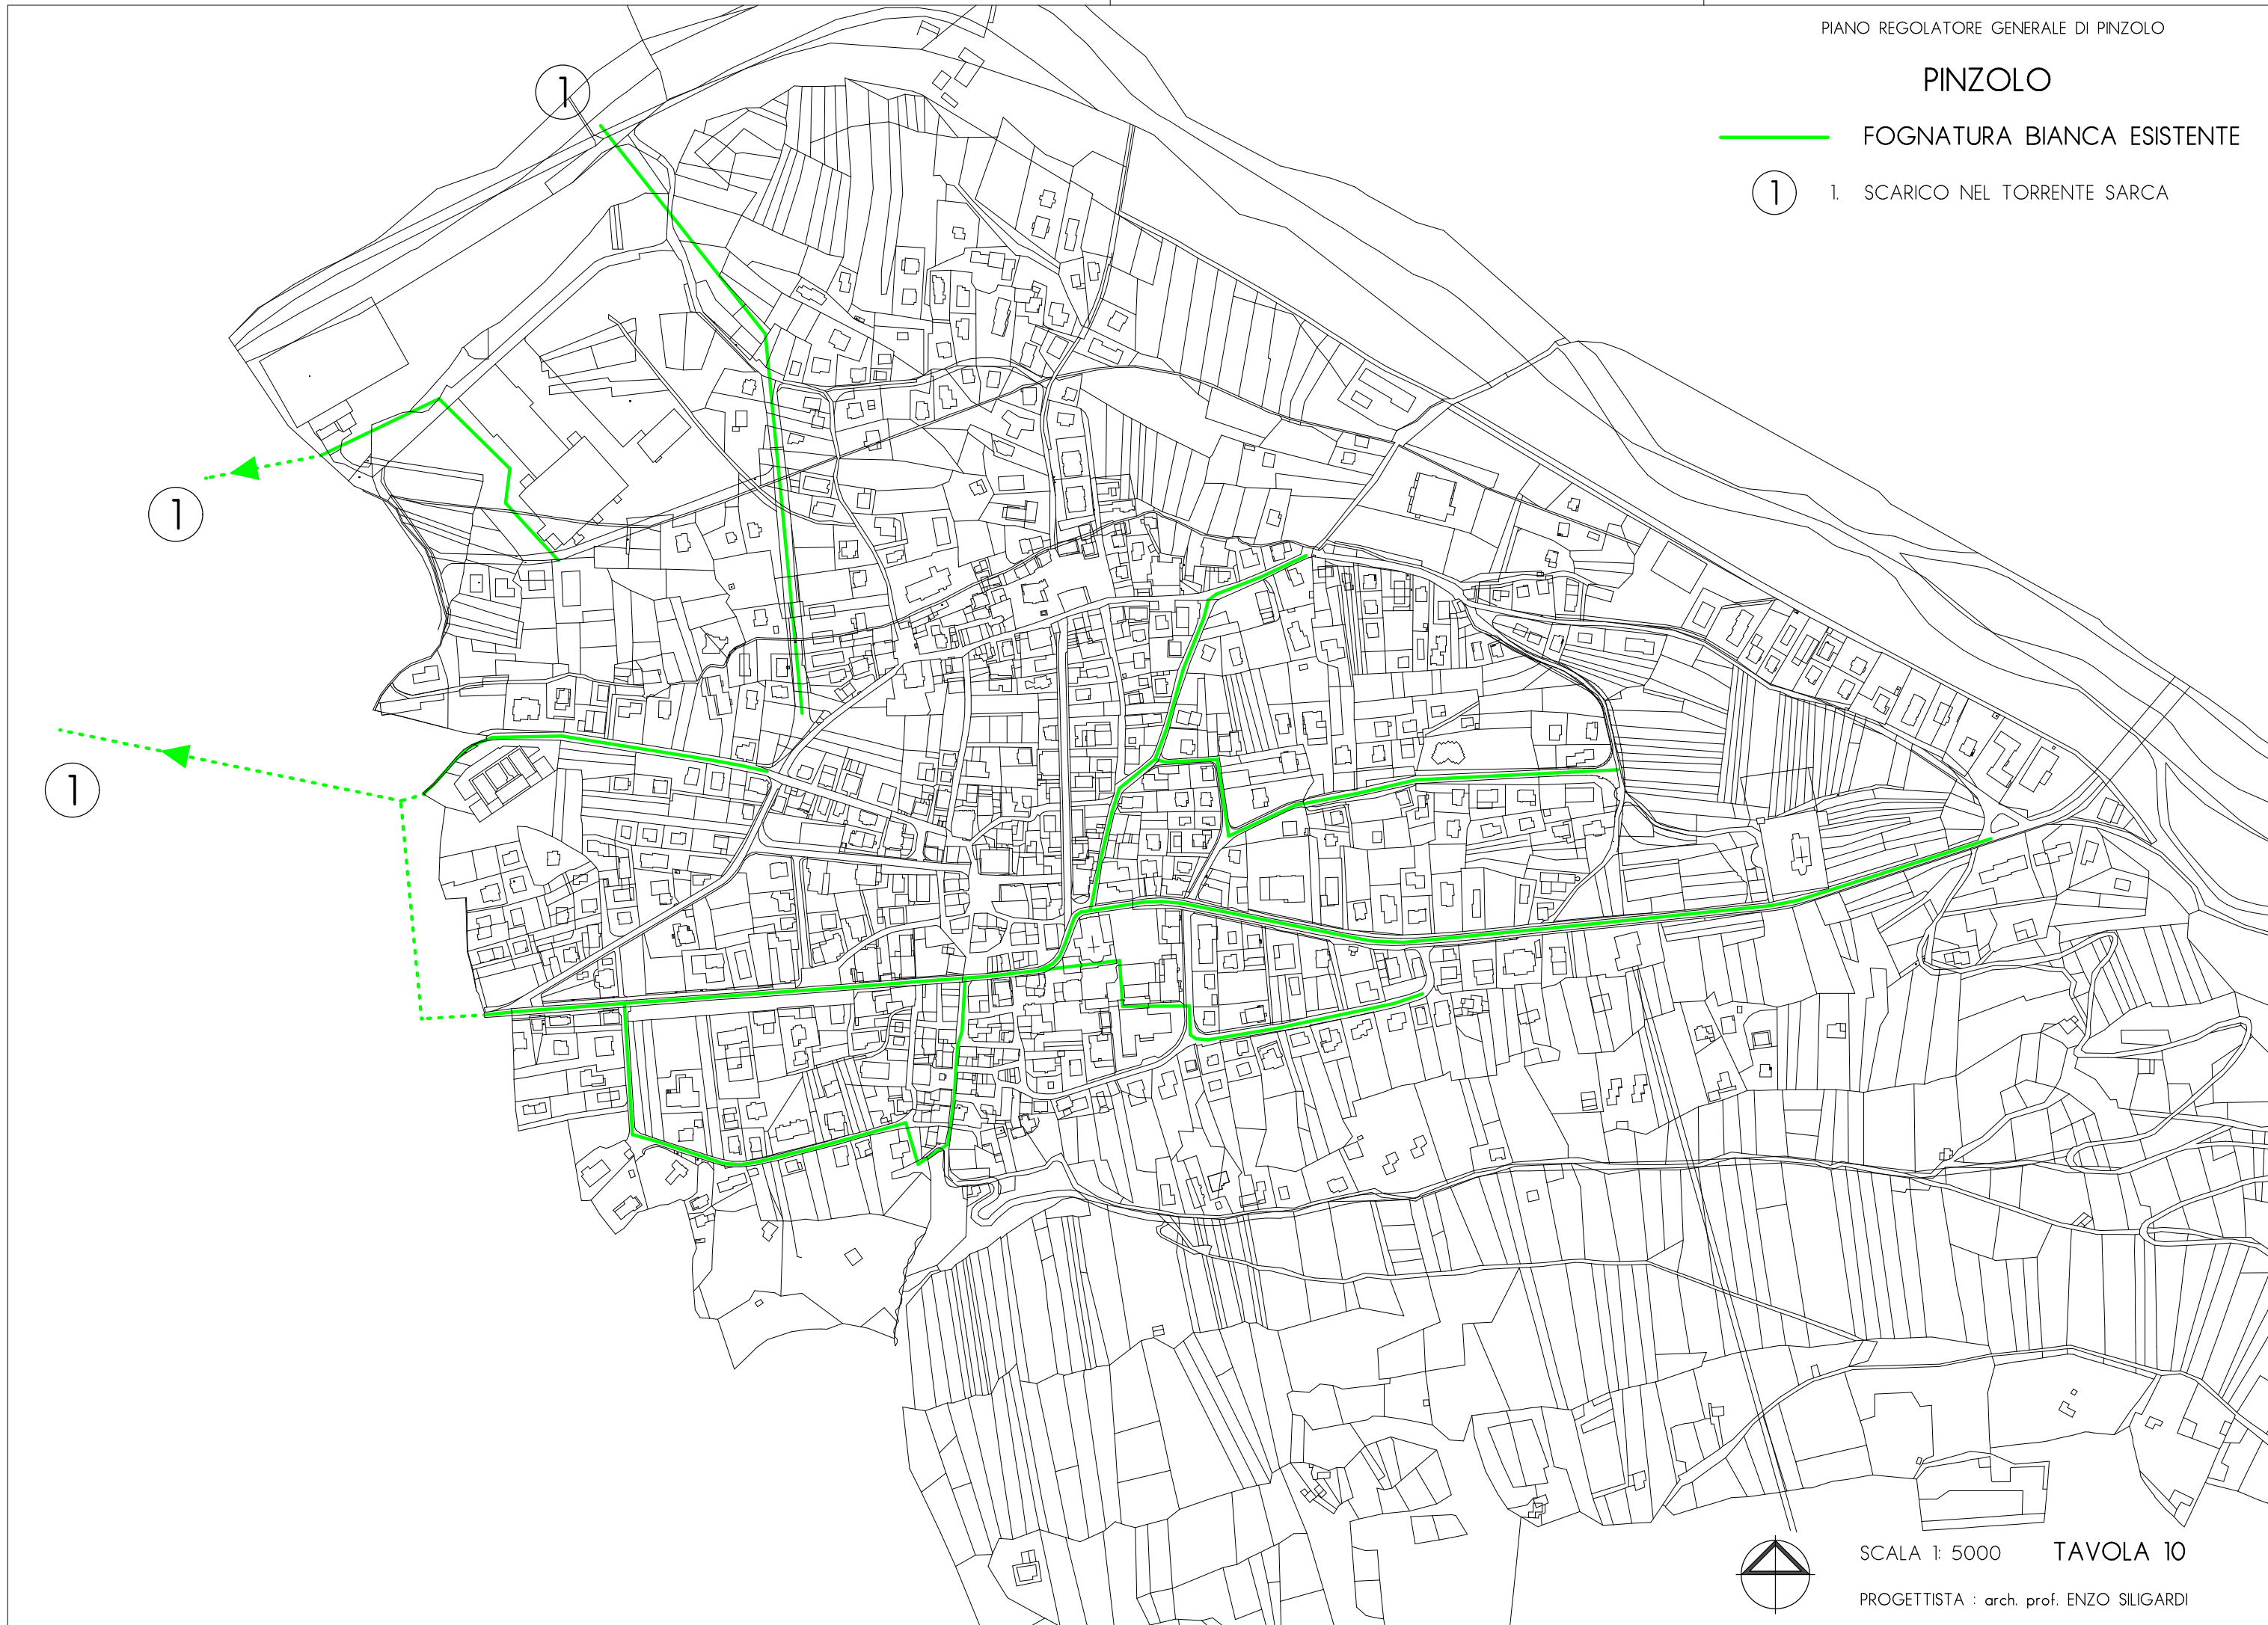 PIANO REGOLATORE GENERALE DI PINZOLO
PINZOLO
FOGNATURA BIANCA ESISTENTE
1 1. SCARICO NEL TORRENTE SARCA
1
1
1
SCALA 1: 5000 TAVOLA 10
PROGETTISTA : arch. prof. ENZO SILIGARDI